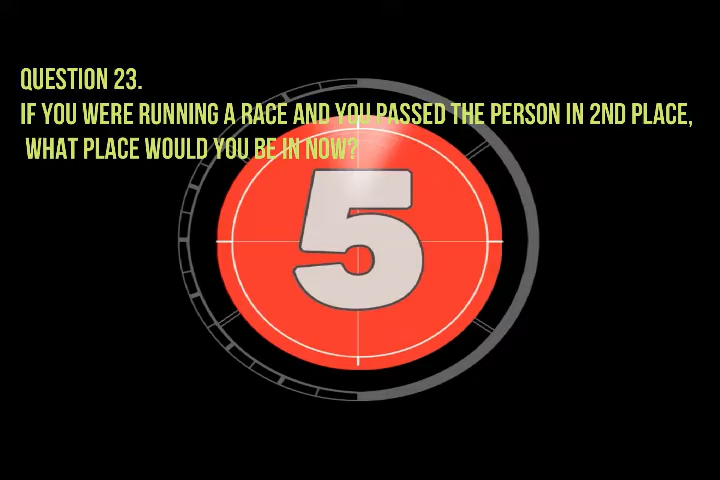 QUESTION 23.
IF YOU WERE RUNNING A RACE AND YOU PASSED THE PERSON IN 2ND PLACE,
WHAT PLACE WOULD YOU BE IN NOW?
5